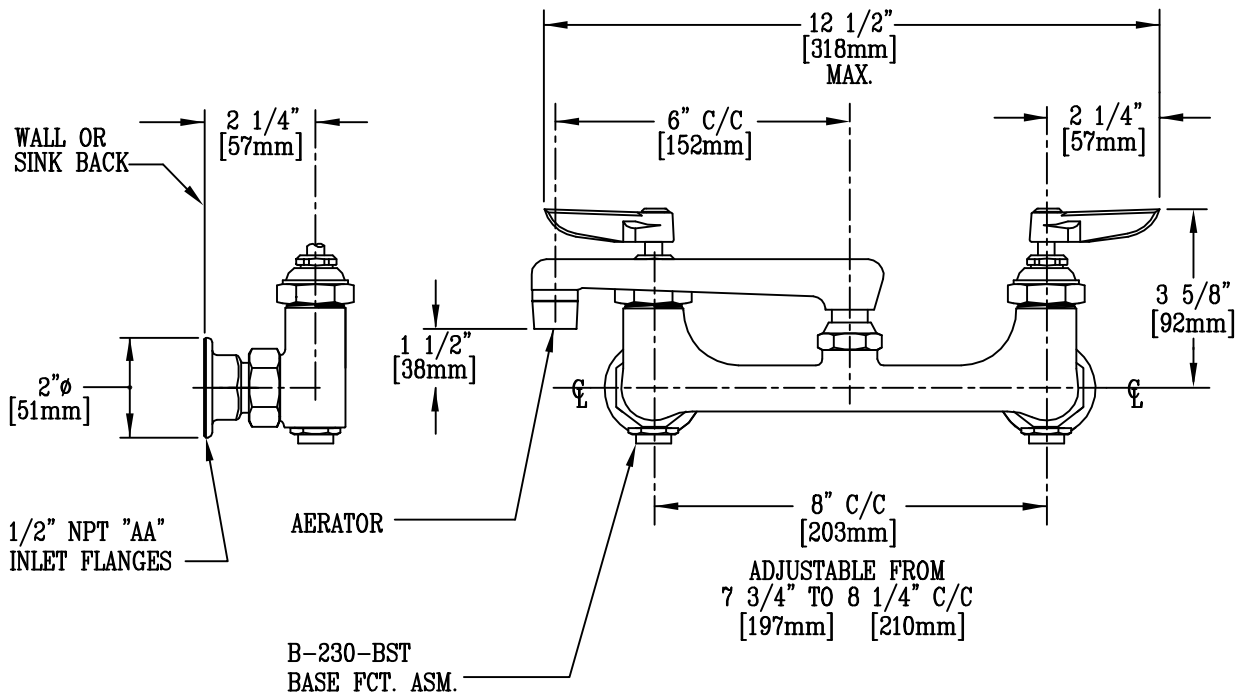 12 1/2"
[318mm]
MAX.
2 1/4"
[57mm]
6" C/C
[152mm]
2 1/4"
[57mm]
WALL OR
SINK BACK
3 5/8"
[92mm]
1 1/2"
[38mm]
2"ø
[51mm]
℄
℄
8" C/C
[203mm]
ADJUSTABLE FROM
7 3/4" TO 8 1/4" C/C
[197mm] [210mm]
AERATOR
1/2" NPT "AA"
INLET FLANGES
B-230-BST
BASE FCT. ASM.